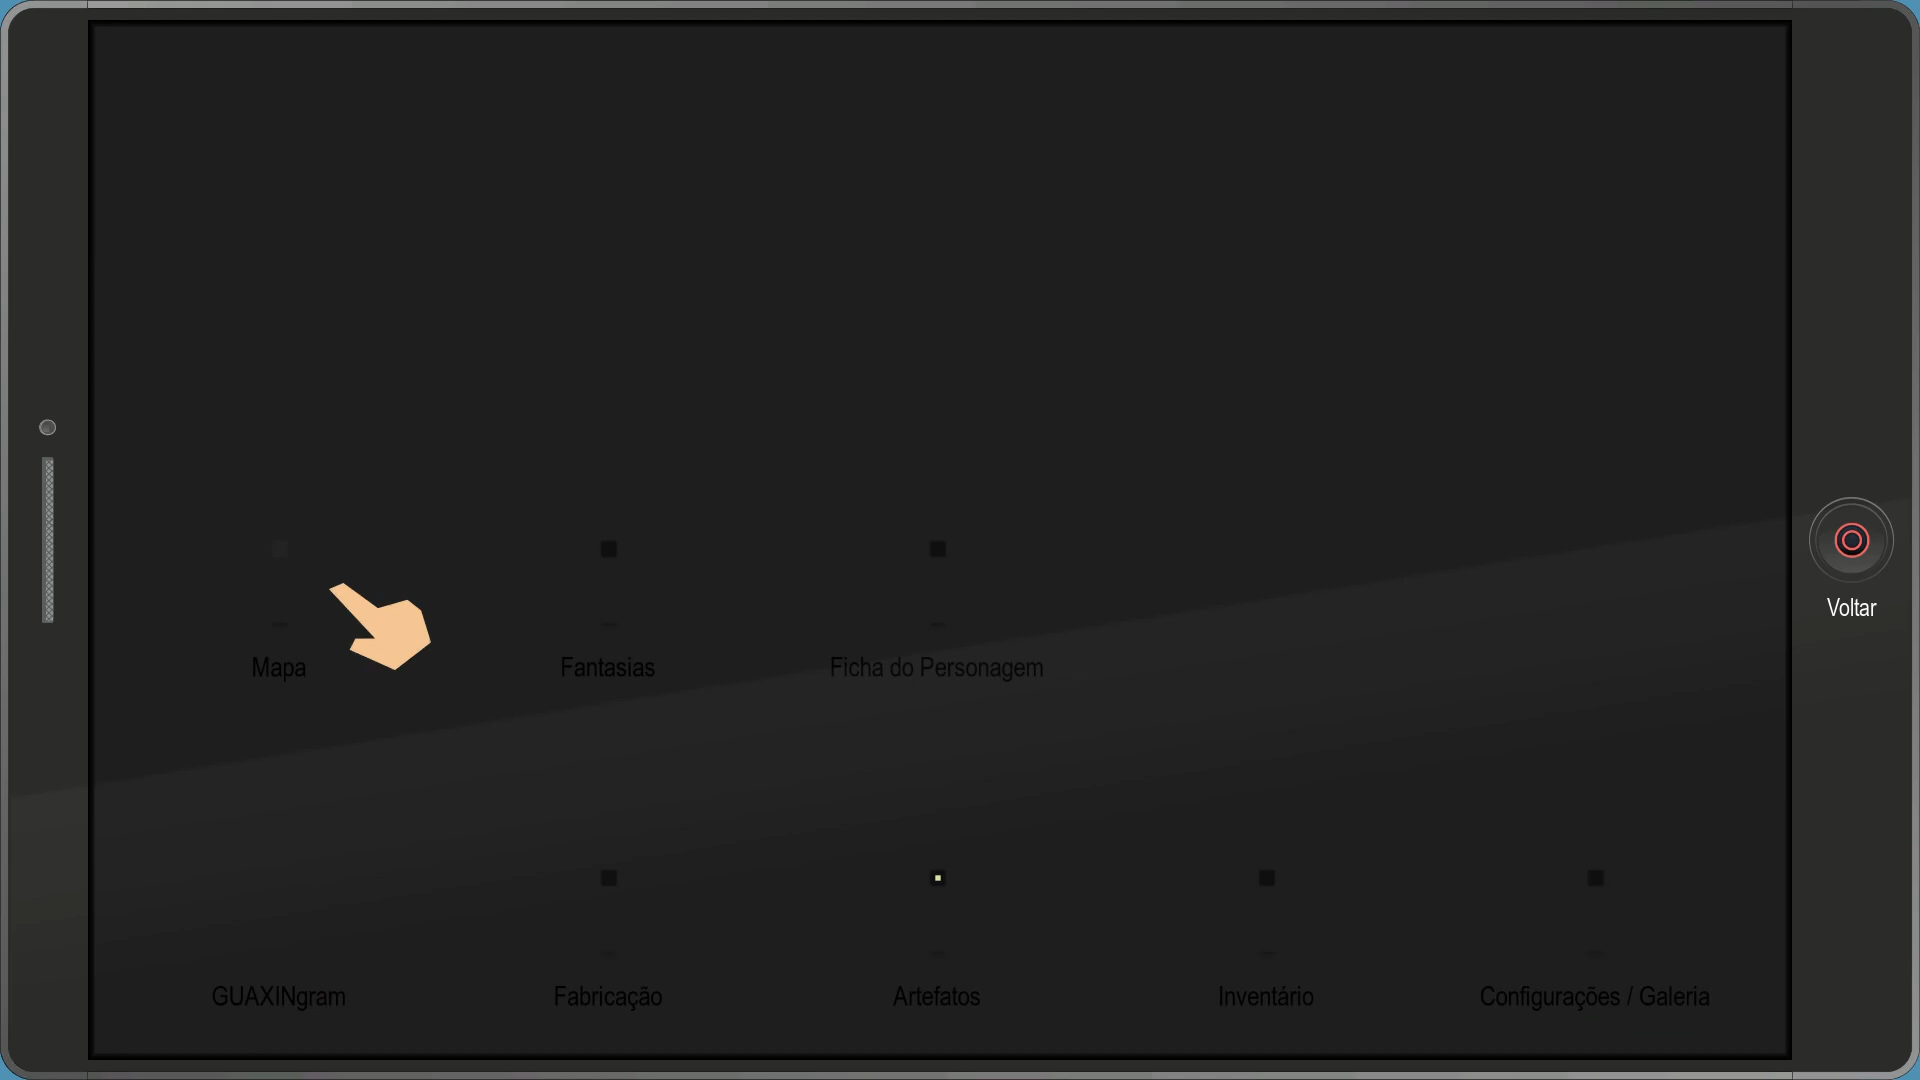 Voltar
Mapa
Fantasias
Ficha do Personagem
GUAXINgram
Fabricação
Artefatos
Inventário
Configurações / Galeria